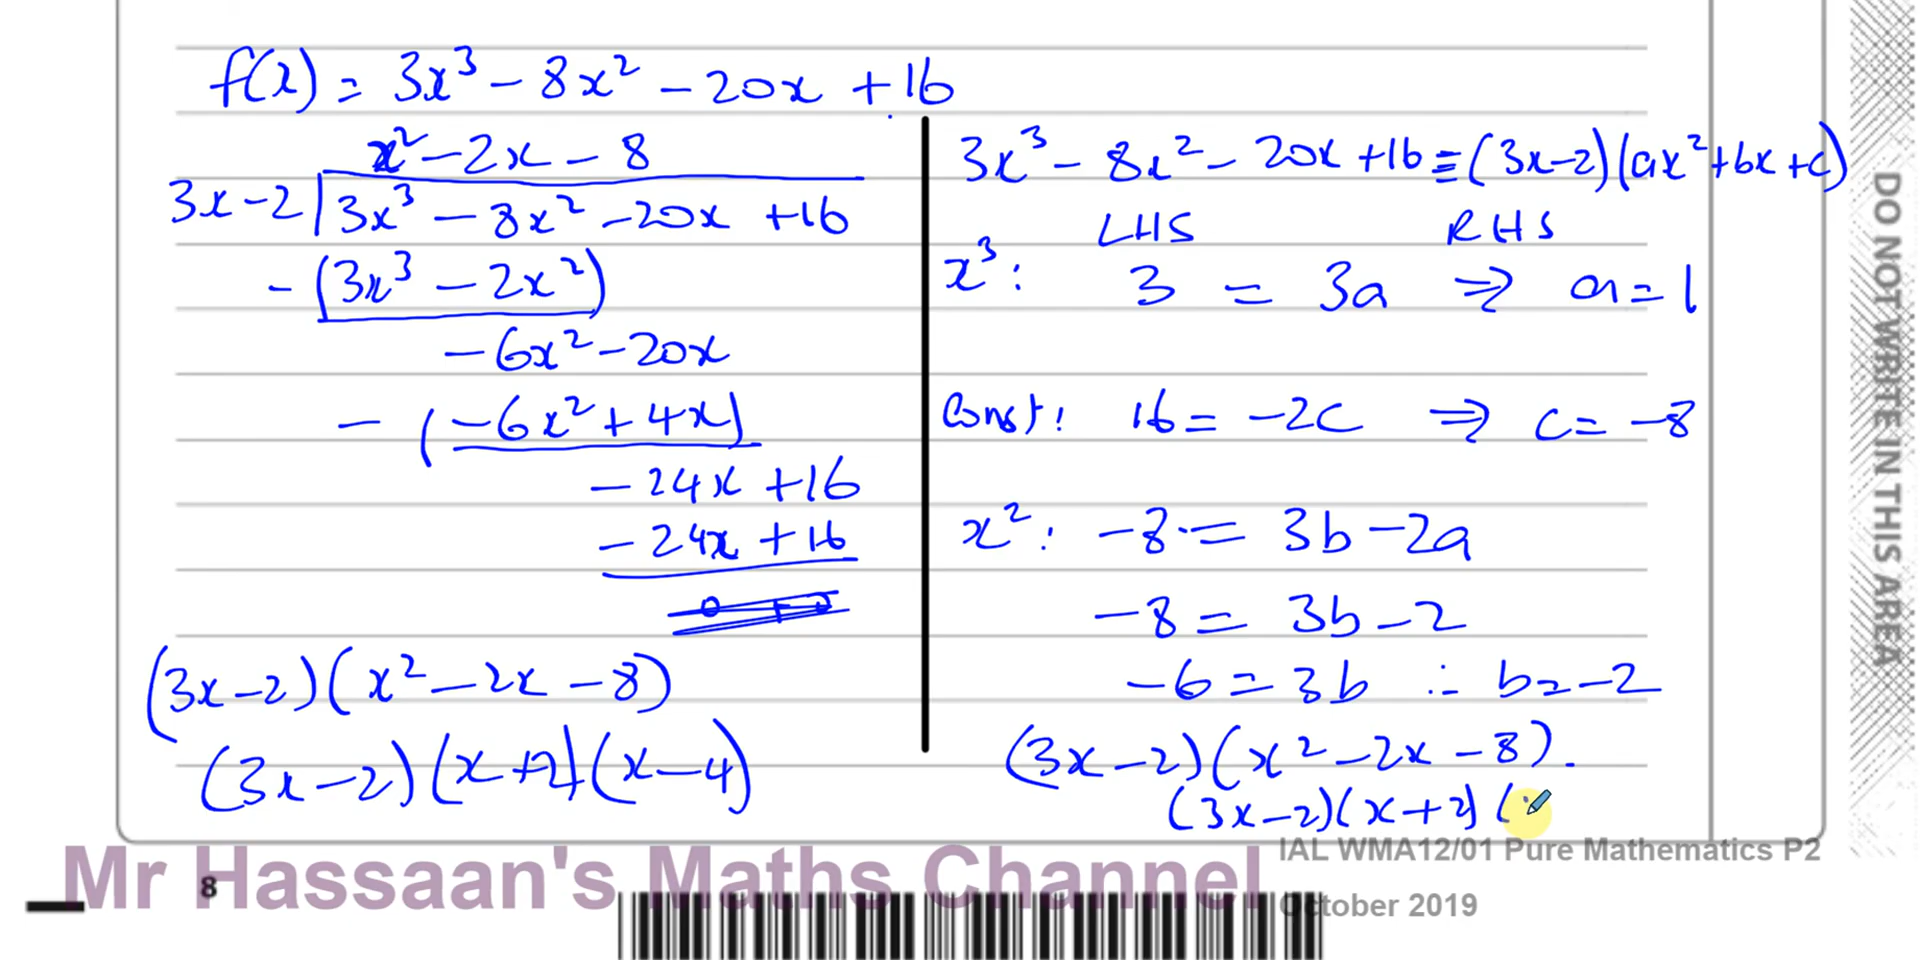 f(x) = 3x³ - 8x² - 20x + 16
x² - 2x - 8
3x - 2 | 3x³ - 8x² - 20x + 16
- (3x³ - 2x²)
- 6x² - 20x
- (-6x² + 4x)
- 24x + 16
- 24x + 16
0 + 0
(3x - 2)(x² - 2x - 8)
(3x - 2)(x + 2)(x - 4)
3x³ - 8x² - 20x + 16 ≡ (3x - 2)(ax² + bx + c)
LHS RHS
x³: 3 = 3a ⇒ a = 1
Const: 16 = -2c ⇒ c = -8
x²: -8 = 3b - 2a
-8 = 3b - 2
-6 = 3b ∴ b = -2
(3x - 2)(x² - 2x - 8).
(3x - 2)(x + 2)(
DO NOT WRITE IN THIS AREA
Mr Hassaan's Maths Channel
8
IAL WMA12/01 Pure Mathematics P2
October 2019